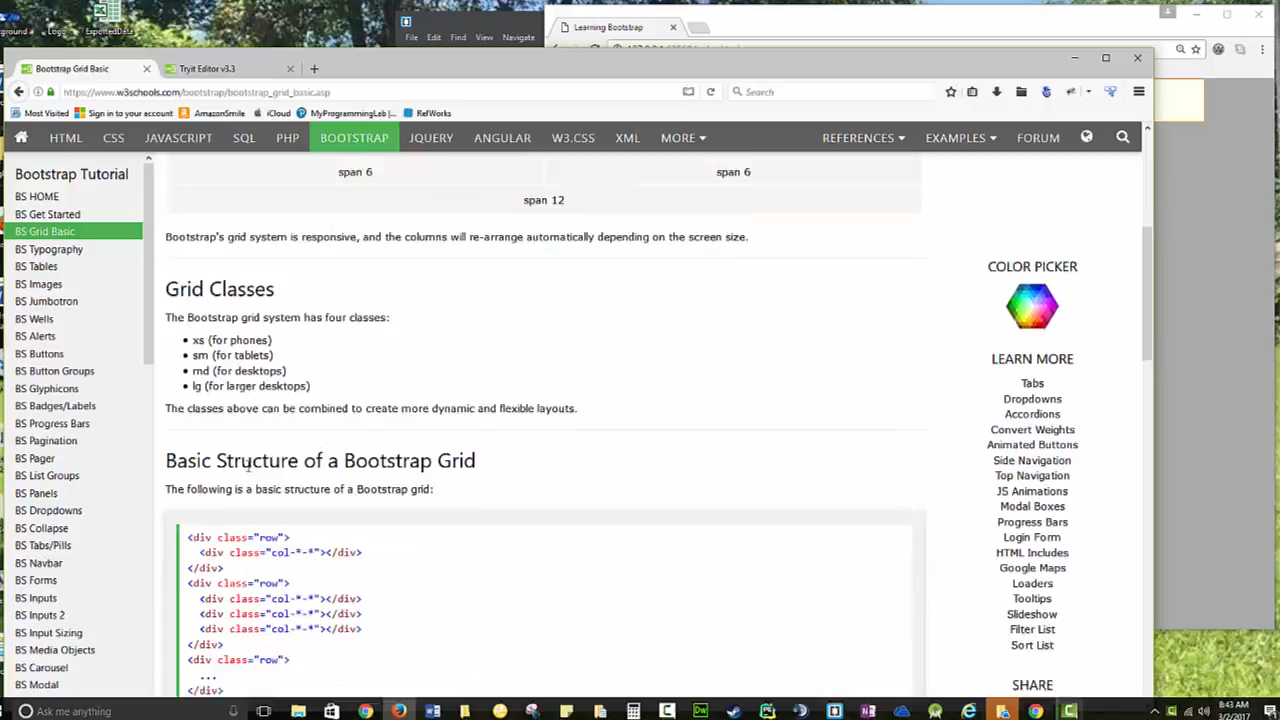 Logo
ExportedData
File Edit Find View Navigate
Learning Bootstrap
Bootstrap Grid Basic
Tryit Editor v3.3
https://www.w3schools.com/bootstrap/bootstrap_grid_basic.asp
Search
Most Visited
Sign in to your account
AmazonSmile
iCloud
MyProgrammingLab
RefWorks
HTML CSS JAVASCRIPT SQL PHP BOOTSTRAP JQUERY ANGULAR W3.CSS XML MORE REFERENCES EXAMPLES FORUM
Bootstrap Tutorial
BS HOME
BS Get Started
BS Grid Basic
BS Typography
BS Tables
BS Images
BS Jumbotron
BS Wells
BS Alerts
BS Buttons
BS Button Groups
BS Glyphicons
BS Badges/Labels
BS Progress Bars
BS Pagination
BS Pager
BS List Groups
BS Panels
BS Dropdowns
BS Collapse
BS Tabs/Pills
BS Navbar
BS Forms
BS Inputs
BS Inputs 2
BS Input Sizing
BS Media Objects
BS Carousel
BS Modal
span 6 span 6
span 12
Bootstrap's grid system is responsive, and the columns will re-arrange automatically depending on the screen size.
Grid Classes
The Bootstrap grid system has four classes:
• xs (for phones)
• sm (for tablets)
• md (for desktops)
• lg (for larger desktops)
The classes above can be combined to create more dynamic and flexible layouts.
Basic Structure of a Bootstrap Grid
The following is a basic structure of a Bootstrap grid:
<div class="row">
<div class="col-*-*"></div>
</div>
<div class="row">
<div class="col-*-*"></div>
<div class="col-*-*"></div>
<div class="col-*-*"></div>
</div>
<div class="row">
...
</div>
COLOR PICKER
LEARN MORE
Tabs
Dropdowns
Accordions
Convert Weights
Animated Buttons
Side Navigation
Top Navigation
JS Animations
Modal Boxes
Progress Bars
Login Form
HTML Includes
Google Maps
Loaders
Tooltips
Slideshow
Filter List
Sort List
SHARE
Ask me anything
8:43 AM
3/2/2017